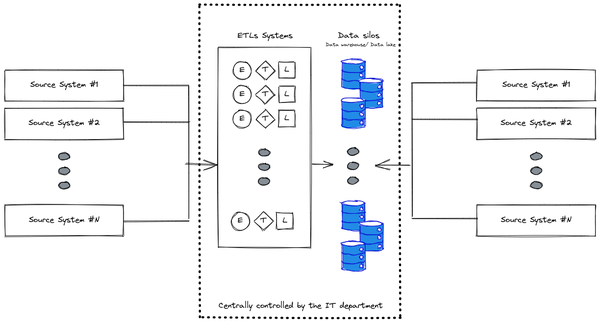 ETLs Systems
Data silos
Data warehouse/ Data lake
Source System #1
E T L
Source System #1
E T L
Source System #2
E T L
Source System #2
Source System #N
E T L
Source System #N
Centrally controlled by the IT department